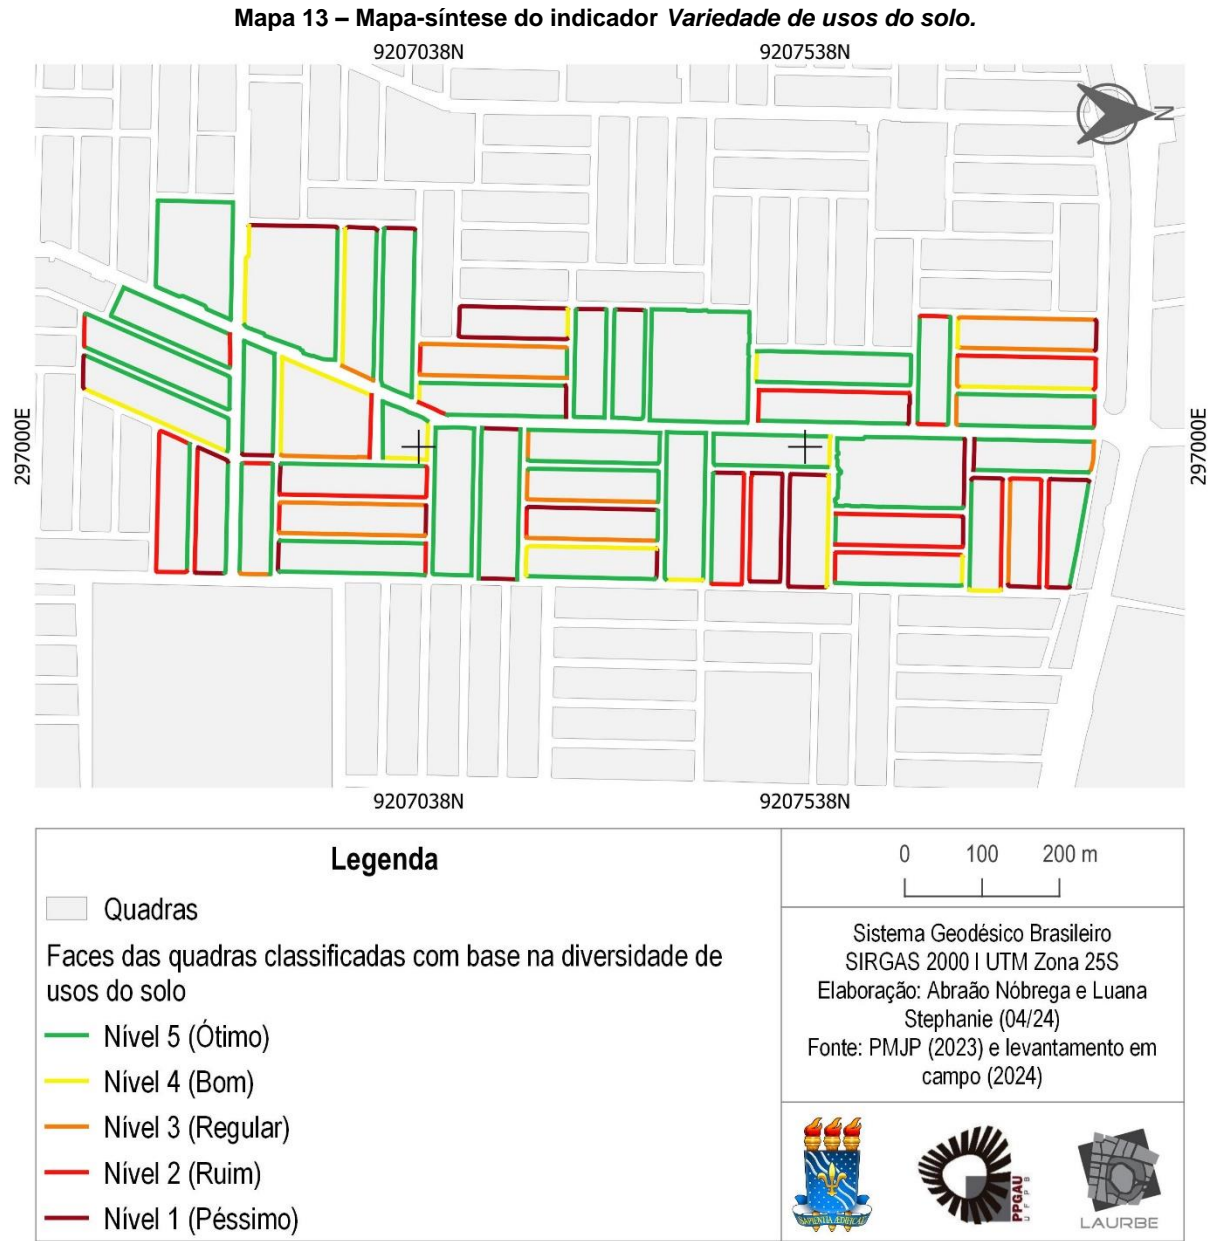 Mapa 13 – Mapa-síntese do indicador Variedade de usos do solo.
9207038N 9207538N
N
297000E 297000E
9207038N 9207538N
Legenda
Quadras
Faces das quadras classificadas com base na diversidade de
usos do solo
Nível 5 (Ótimo)
Nível 4 (Bom)
Nível 3 (Regular)
Nível 2 (Ruim)
Nível 1 (Péssimo)
0 100 200 m
Sistema Geodésico Brasileiro
SIRGAS 2000 I UTM Zona 25S
Elaboração: Abraão Nóbrega e Luana
Stephanie (04/24)
Fonte: PMJP (2023) e levantamento em
campo (2024)
SAPIENTIA ÆDIFICAT
PPGAU
UFPB
LAURBE